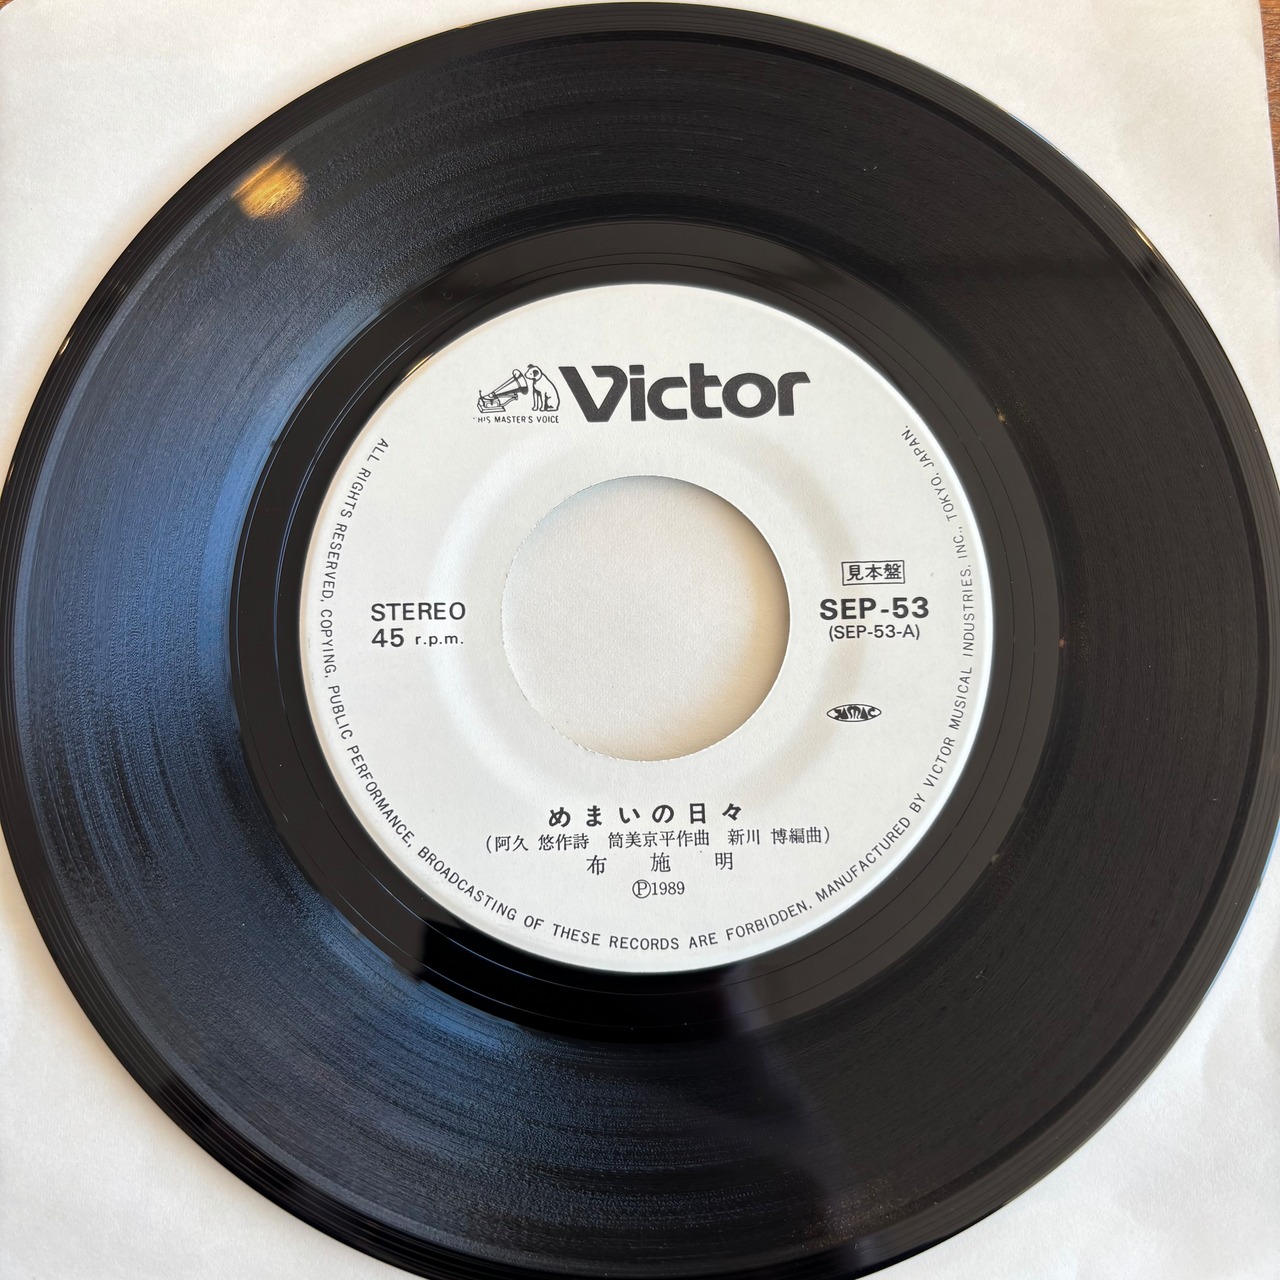 Victor
"HIS MASTER'S VOICE"
見本盤
STEREO
45 r.p.m.
SEP-53
(SEP-53-A)
JASRAC
めまいの日々
(阿久 悠作詩 筒美京平作曲 新川 博編曲)
布 施 明
Ⓟ1989
ALL RIGHTS RESERVED, COPYING, PUBLIC PERFORMANCE, BROADCASTING OF THESE RECORDS ARE FORBIDDEN. MANUFACTURED BY VICTOR MUSICAL INDUSTRIES, INC., TOKYO, JAPAN.